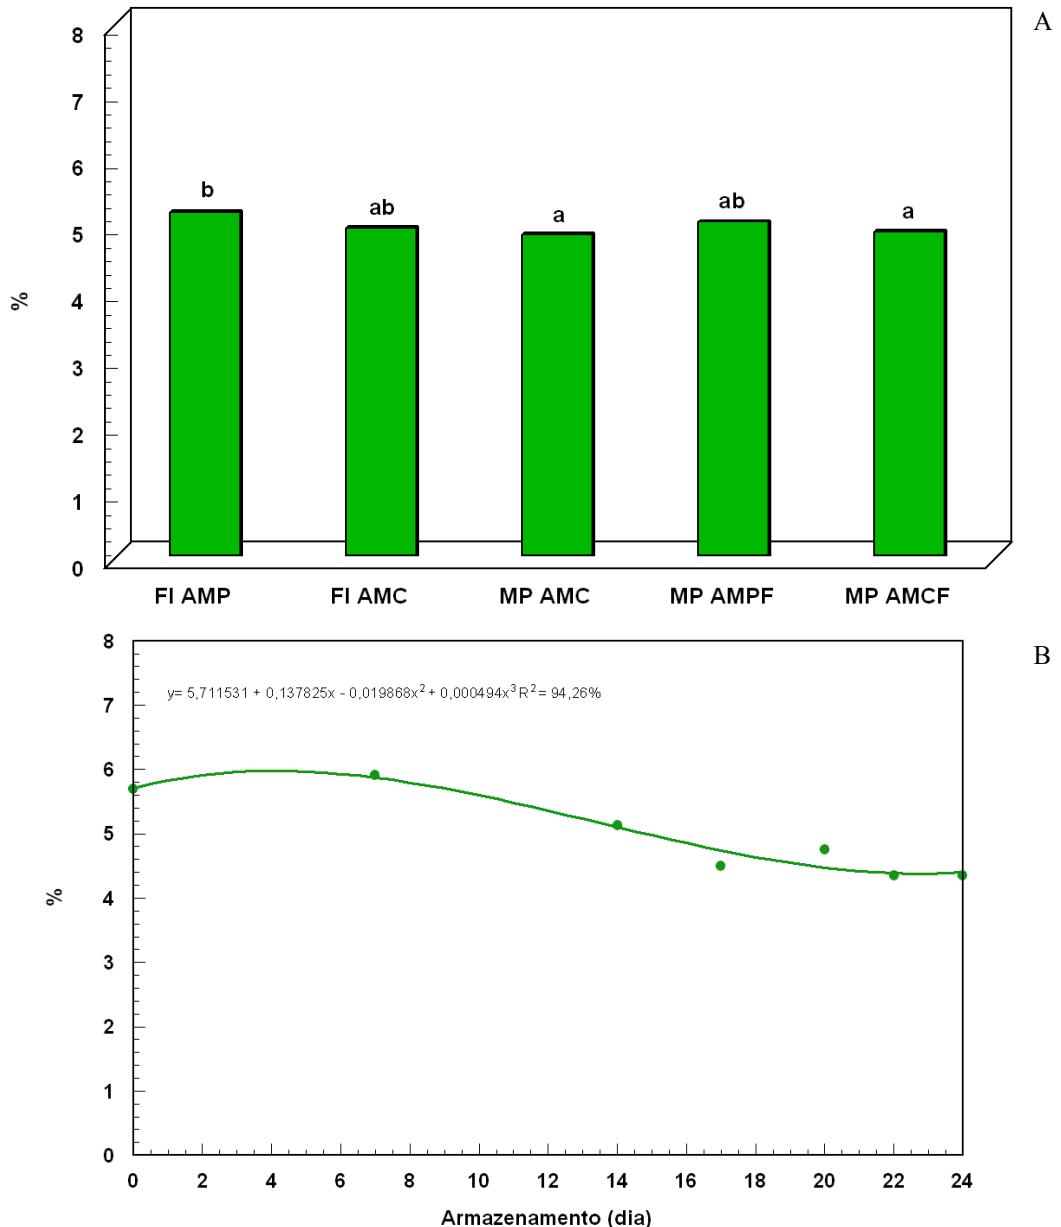 A
8
7
6
5
4
3
2
1
0
%
b
ab
a
ab
a
FI AMP FI AMC MP AMC MP AMPF MP AMCF
B
8
7
6
5
4
3
2
1
0
%
y= 5,711531 + 0,137825x - 0,019868x² + 0,000494x³ R² = 94,26%
0 2 4 6 8 10 12 14 16 18 20 22 24
Armazenamento (dia)